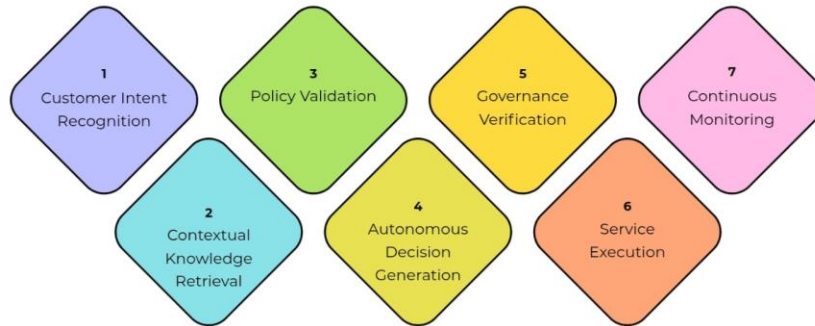 1
Customer Intent
Recognition
2
Contextual
Knowledge
Retrieval
3
Policy Validation
4
Autonomous
Decision
Generation
5
Governance
Verification
6
Service
Execution
7
Continuous
Monitoring